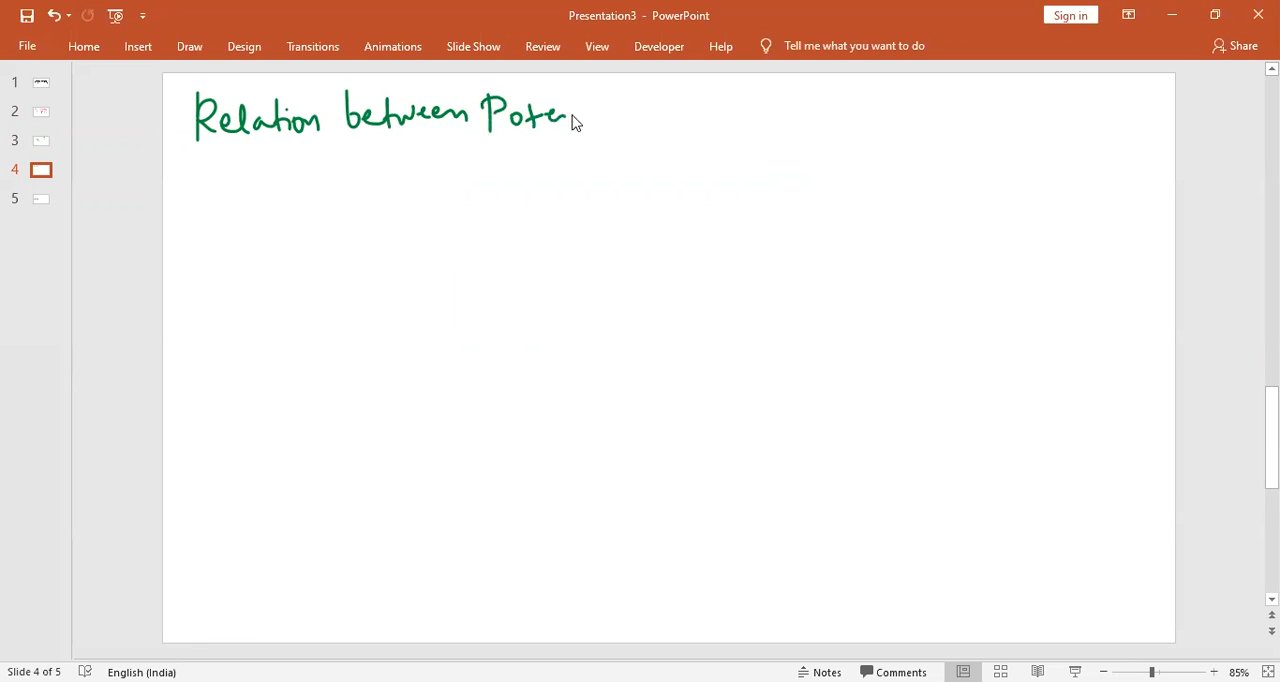 Presentation3 - PowerPoint
Sign in
File Home Insert Draw Design Transitions Animations Slide Show Review View Developer Help Tell me what you want to do Share
1
2
3
4
5
Relation between Poten
Slide 4 of 5 English (India) Notes Comments 85%